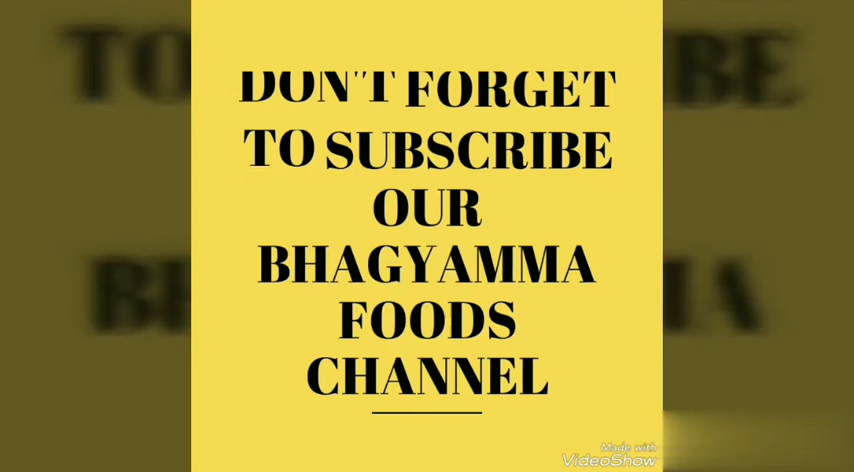 DON'T FORGET
TO SUBSCRIBE
OUR
BHAGYAMMA
FOODS
CHANNEL
Made with
VideoShow